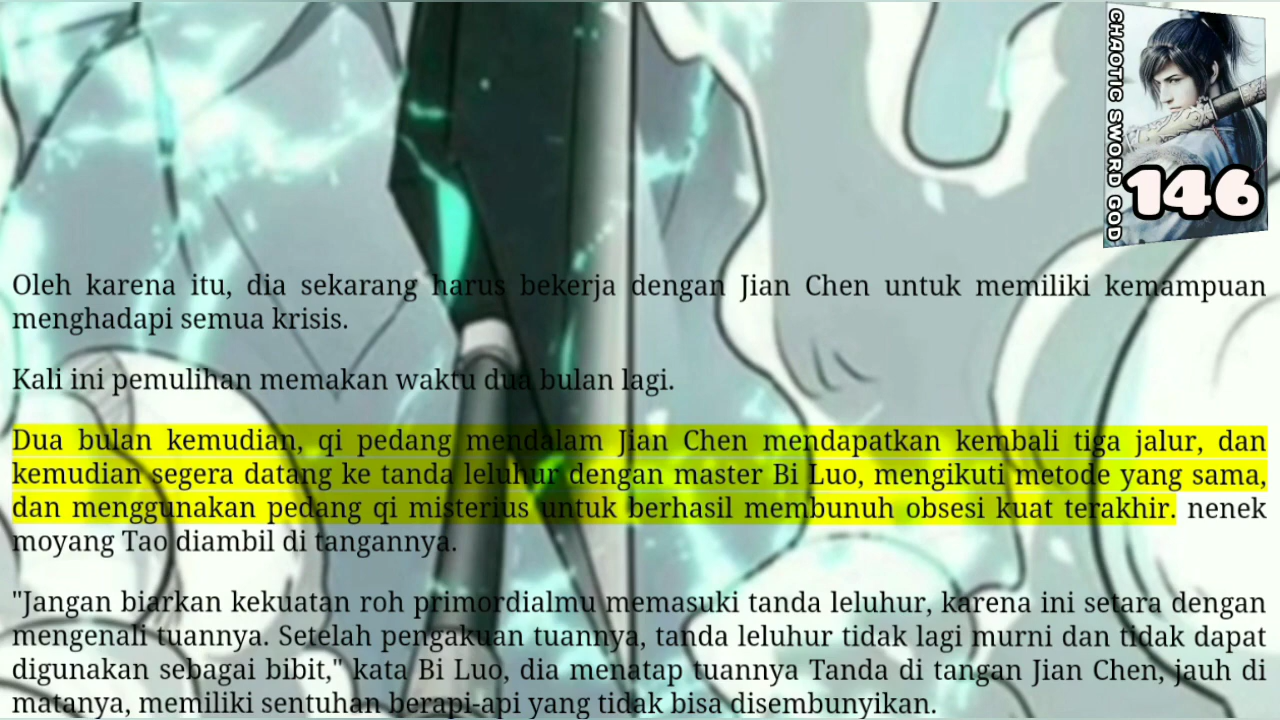 CHAOTIC SWORD GOD
146
Oleh karena itu, dia sekarang harus bekerja dengan Jian Chen untuk memiliki kemampuan
menghadapi semua krisis.
Kali ini pemulihan memakan waktu dua bulan lagi.
Dua bulan kemudian, qi pedang mendalam Jian Chen mendapatkan kembali tiga jalur, dan
kemudian segera datang ke tanda leluhur dengan master Bi Luo, mengikuti metode yang sama,
dan menggunakan pedang qi misterius untuk berhasil membunuh obsesi kuat terakhir. nenek
moyang Tao diambil di tangannya.
"Jangan biarkan kekuatan roh primordialmu memasuki tanda leluhur, karena ini setara dengan
mengenali tuannya. Setelah pengakuan tuannya, tanda leluhur tidak lagi murni dan tidak dapat
digunakan sebagai bibit," kata Bi Luo, dia menatap tuannya Tanda di tangan Jian Chen, jauh di
matanya, memiliki sentuhan berapi-api yang tidak bisa disembunyikan.